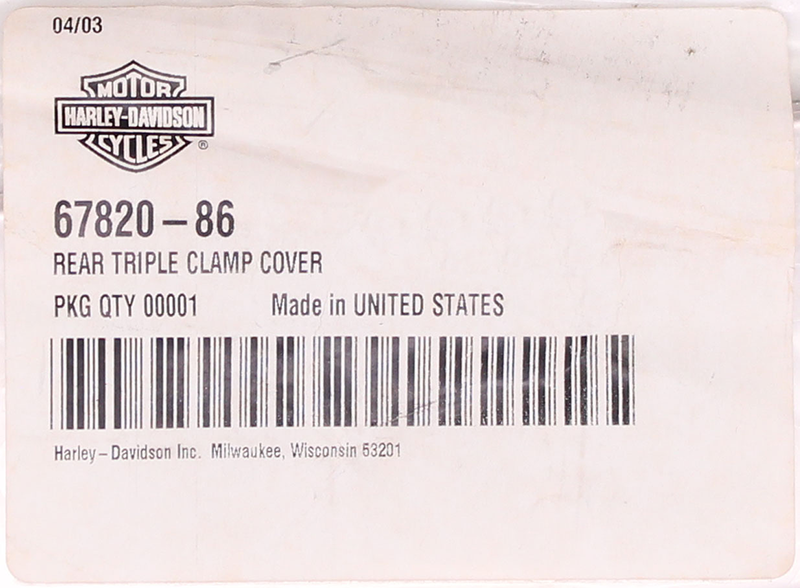 04/03
MOTOR
HARLEY-DAVIDSON
CYCLES
®
67820-86
REAR TRIPLE CLAMP COVER
PKG QTY 00001 Made in UNITED STATES
Harley-Davidson Inc. Milwaukee, Wisconsin 53201